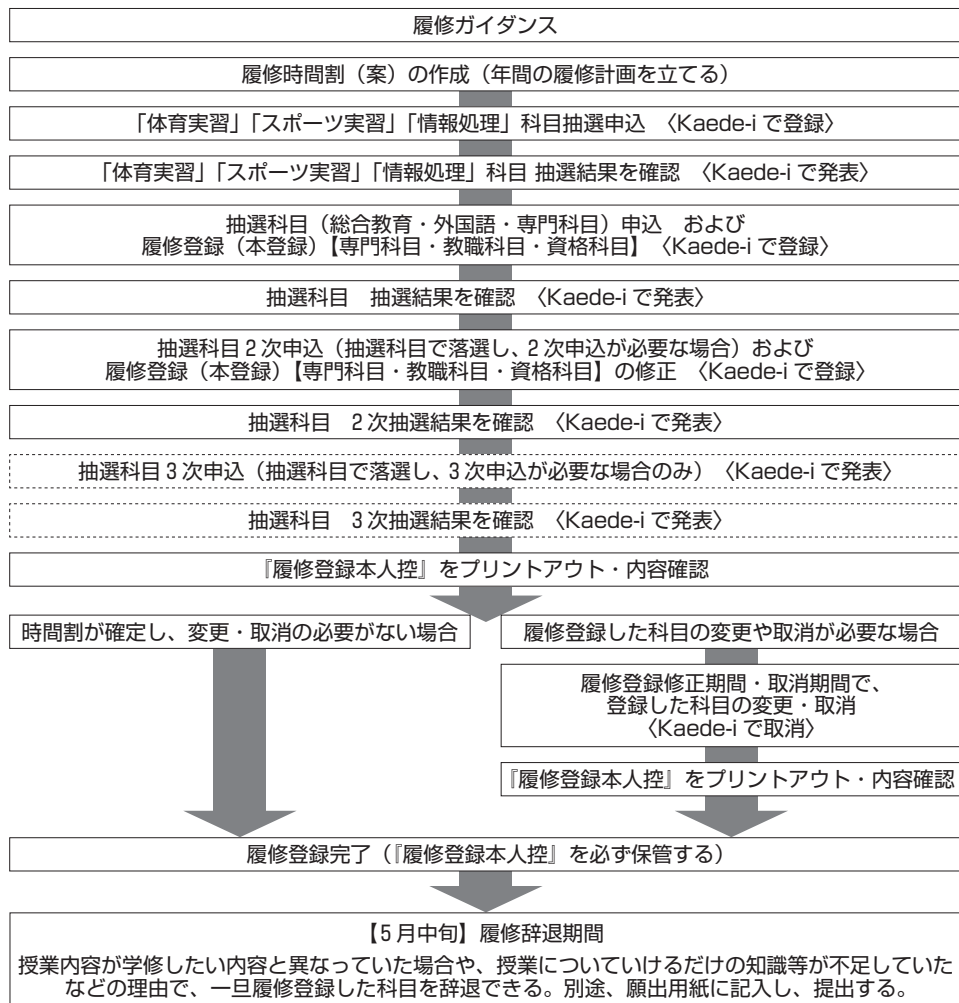 履修ガイダンス
履修時間割（案）の作成（年間の履修計画を立てる）
「体育実習」「スポーツ実習」「情報処理」科目抽選申込　〈Kaede-i で登録〉
「体育実習」「スポーツ実習」「情報処理」科目 抽選結果を確認　〈Kaede-i で発表〉
抽選科目（総合教育・外国語・専門科目）申込　および
履修登録（本登録）【専門科目・教職科目・資格科目】〈Kaede-i で登録〉
抽選科目　抽選結果を確認　〈Kaede-i で発表〉
抽選科目２次申込（抽選科目で落選し、２次申込が必要な場合）および
履修登録（本登録）【専門科目・教職科目・資格科目】の修正　〈Kaede-i で登録〉
抽選科目　２次抽選結果を確認　〈Kaede-i で発表〉
抽選科目３次申込（抽選科目で落選し、３次申込が必要な場合のみ）〈Kaede-i で発表〉
抽選科目　３次抽選結果を確認　〈Kaede-i で発表〉
『履修登録本人控』をプリントアウト・内容確認
時間割が確定し、変更・取消の必要がない場合
履修登録した科目の変更や取消が必要な場合
履修登録修正期間・取消期間で、
登録した科目の変更・取消
〈Kaede-i で取消〉
『履修登録本人控』をプリントアウト・内容確認
履修登録完了（『履修登録本人控』を必ず保管する）
【５月中旬】履修辞退期間
授業内容が学修したい内容と異なっていた場合や、授業についていけるだけの知識等が不足していた
などの理由で、一旦履修登録した科目を辞退できる。別途、願出用紙に記入し、提出する。